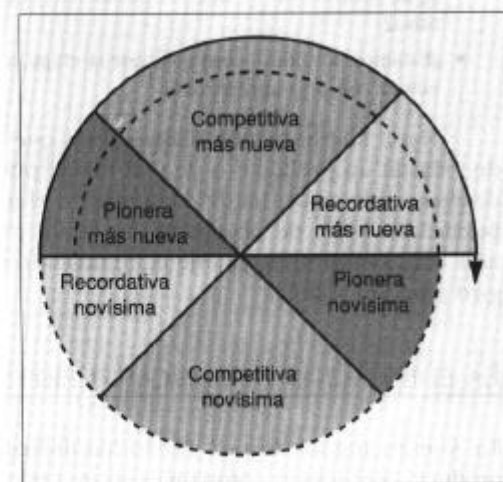 Competitiva
más nueva
Pionera
más nueva
Recordativa
más nueva
Recordativa
novísima
Pionera
novísima
Competitiva
novísima